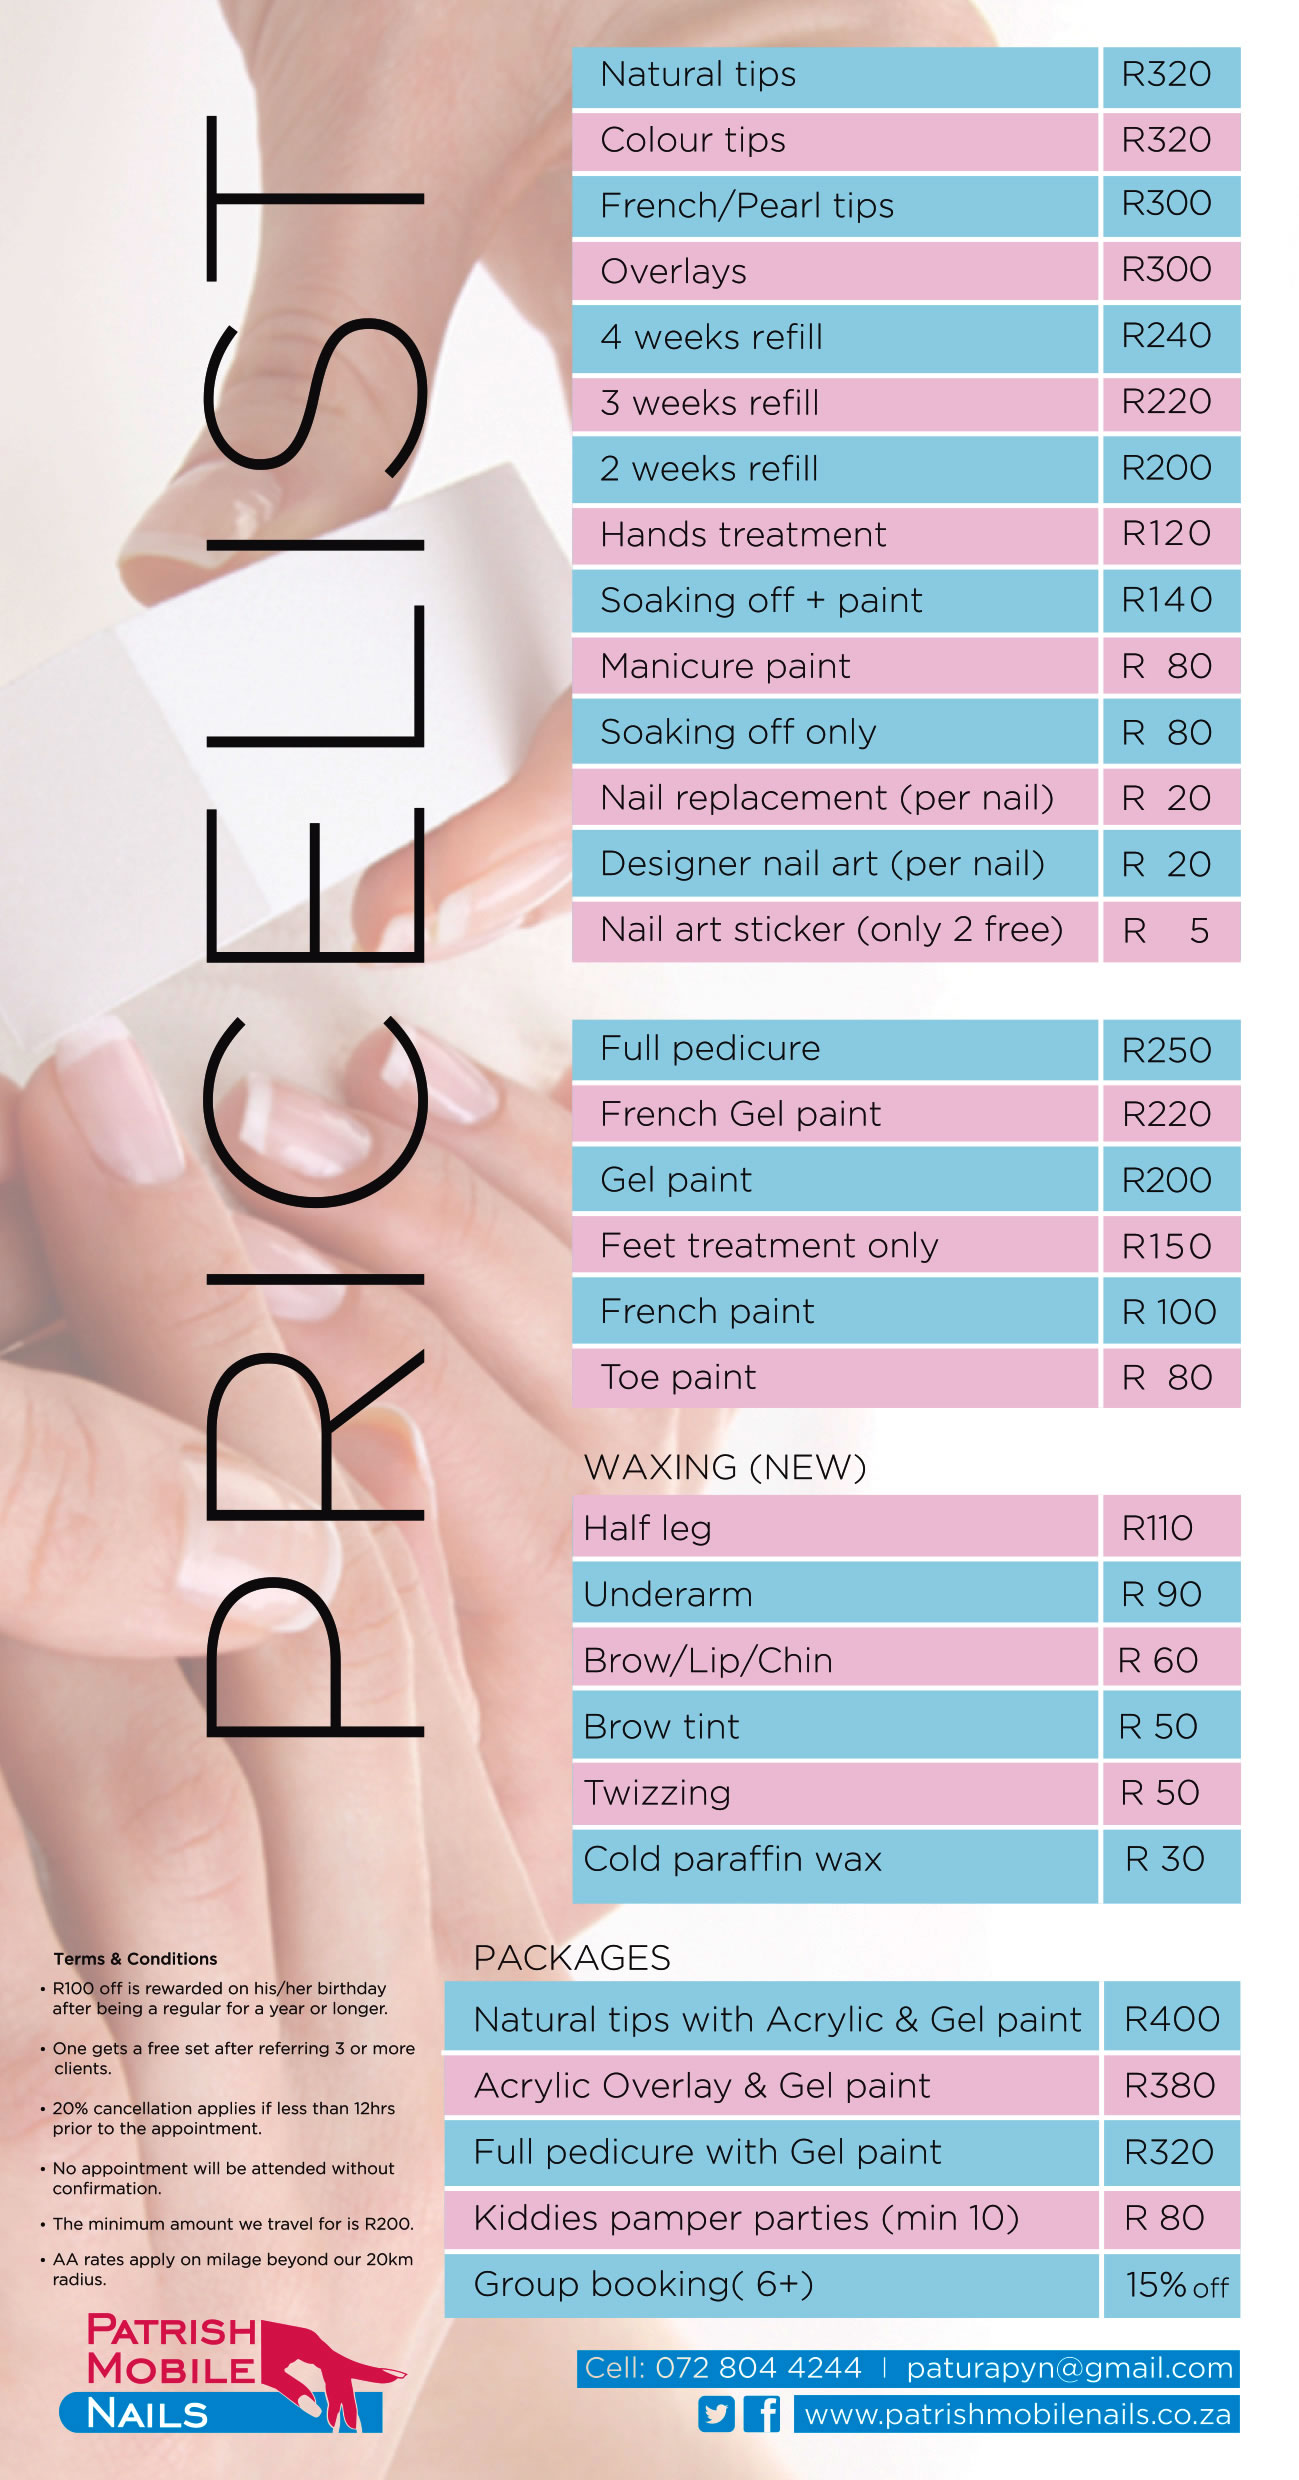 PRICELIST
Natural tips R320
Colour tips R320
French/Pearl tips R300
Overlays R300
4 weeks refill R240
3 weeks refill R220
2 weeks refill R200
Hands treatment R120
Soaking off + paint R140
Manicure paint R 80
Soaking off only R 80
Nail replacement (per nail) R 20
Designer nail art (per nail) R 20
Nail art sticker (only 2 free) R 5
Full pedicure R250
French Gel paint R220
Gel paint R200
Feet treatment only R150
French paint R 100
Toe paint R 80
WAXING (NEW)
Half leg R110
Underarm R 90
Brow/Lip/Chin R 60
Brow tint R 50
Twizzing R 50
Cold paraffin wax R 30
PACKAGES
Natural tips with Acrylic & Gel paint R400
Acrylic Overlay & Gel paint R380
Full pedicure with Gel paint R320
Kiddies pamper parties (min 10) R 80
Group booking( 6+) 15% off
Terms & Conditions
• R100 off is rewarded on his/her birthday
after being a regular for a year or longer.
• One gets a free set after referring 3 or more
clients.
• 20% cancellation applies if less than 12hrs
prior to the appointment.
• No appointment will be attended without
confirmation.
• The minimum amount we travel for is R200.
• AA rates apply on milage beyond our 20km
radius.
PATRISH
MOBILE
NAILS
Cell: 072 804 4244 | paturapyn@gmail.com
www.patrishmobilenails.co.za